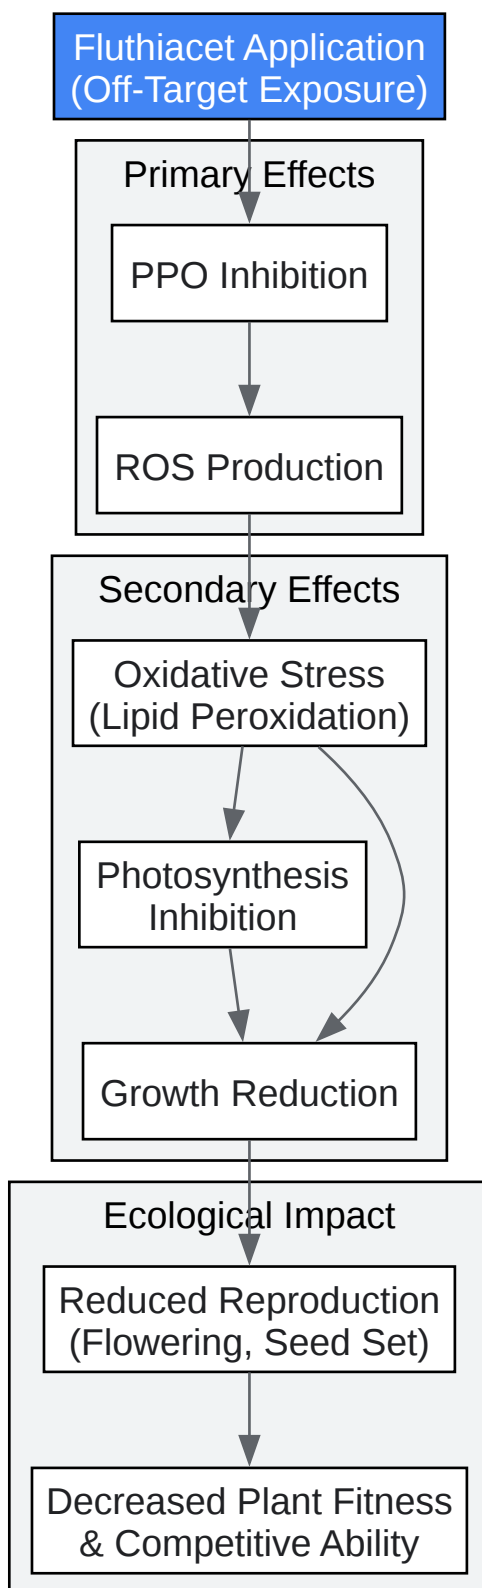 Fluthiacet Application
(Off-Target Exposure)
Primary Effects
PPO Inhibition
ROS Production
Secondary Effects
Oxidative Stress
(Lipid Peroxidation)
Photosynthesis
Inhibition
Growth Reduction
Ecological Impact
Reduced Reproduction
(Flowering, Seed Set)
Decreased Plant Fitness
& Competitive Ability